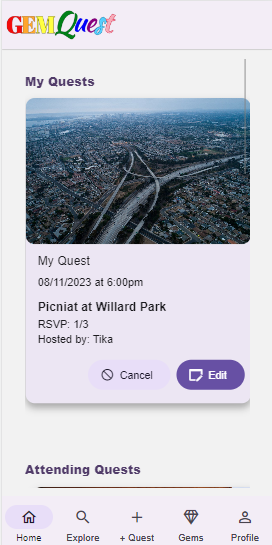 GEMQuest
My Quests
My Quest
08/11/2023 at 6:00pm
Picniat at Willard Park
RSVP: 1/3
Hosted by: Tika
Cancel Edit
Attending Quests
Home Explore + Quest Gems Profile